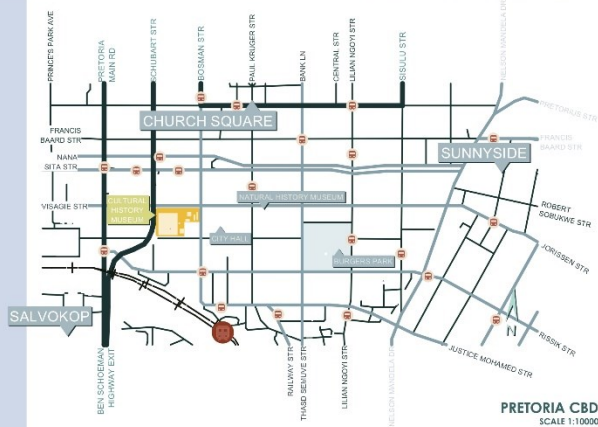 PRINCE'S PARK AVE
PRETORIA
MAIN RD
SCHUBART STR
BOSMAN STR
PAUL KRUGER STR
BANK LN
CENTRAL STR
LILIAN NGOYI STR
SISULU STR
NELSON MANDELA DR
PRETORIUS STR
CHURCH SQUARE
FRANCIS
BAARD STR
FRANCIS
BAARD STR
SUNNYSIDE
NANA
SITA STR
VISAGIE STR
CULTURAL
HISTORY
MUSEUM
NATURAL HISTORY MUSEUM
ROBERT
SOBUKWE STR
CITY HALL
BURGERS PARK
JORISSEN STR
SALVOKOP
N
RISSIK STR
JUSTICE MOHAMED STR
BEN SCHOEMAN
HIGHWAY EXIT
RAILWAY STR
THASD SEMUVE STR
LILIAN NGOYI STR
NELSON MANDELA DR
PRETORIA CBD
SCALE 1:10000